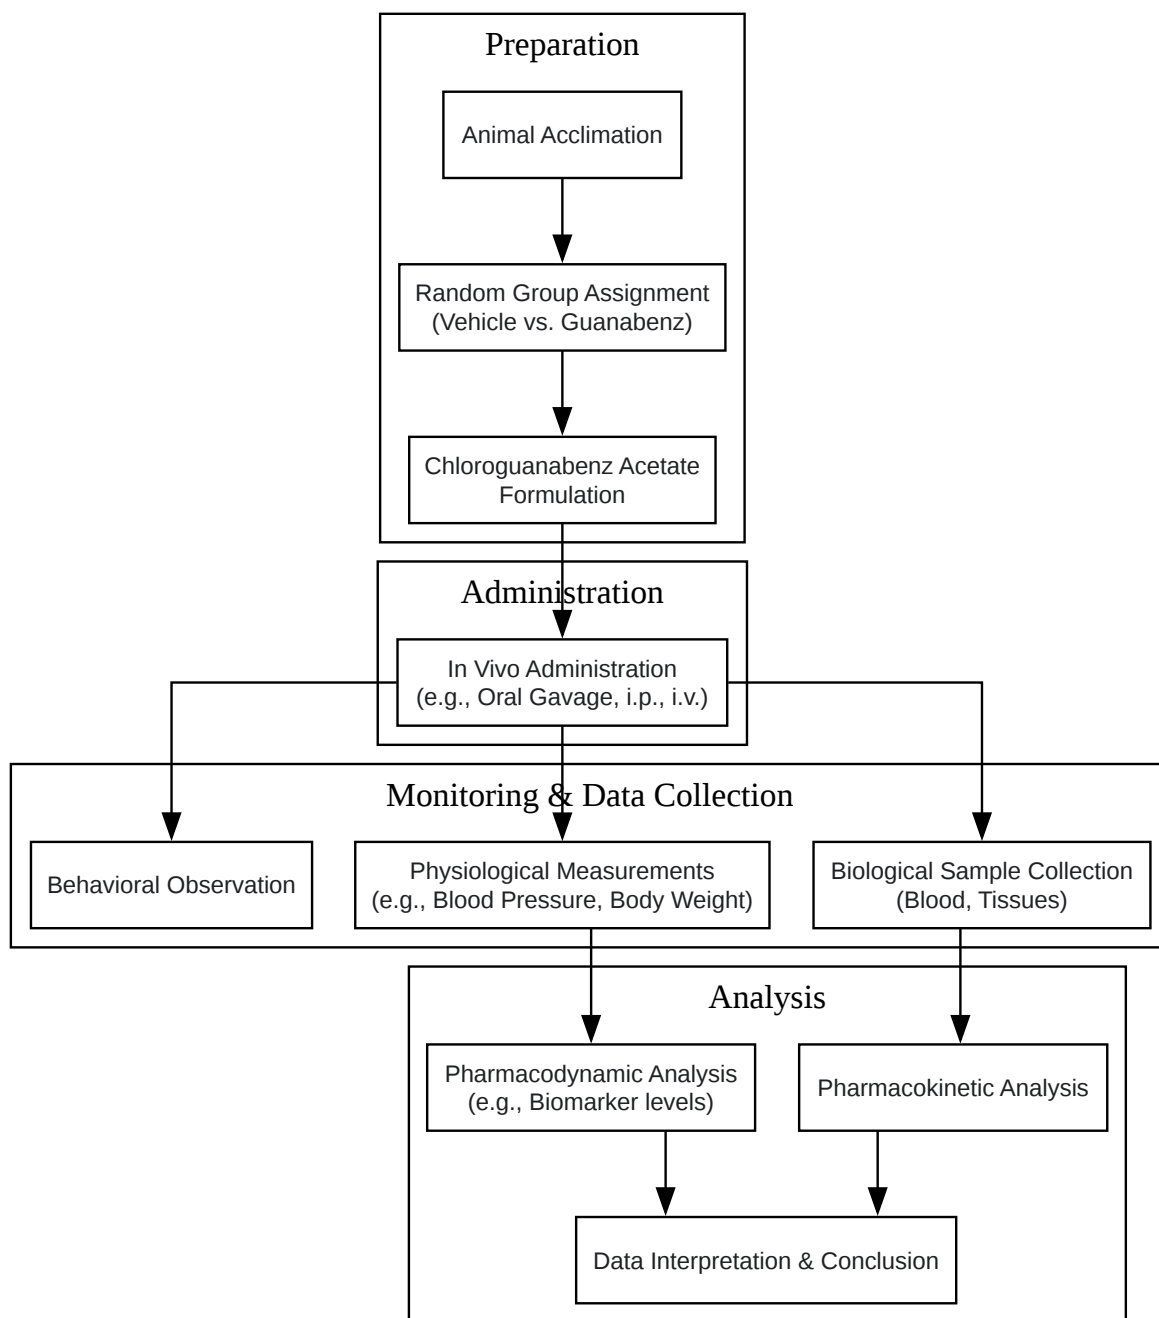 Preparation
Animal Acclimation
Random Group Assignment
(Vehicle vs. Guanabenz)
Chloroguanabenz Acetate
Formulation
Administration
In Vivo Administration
(e.g., Oral Gavage, i.p., i.v.)
Monitoring & Data Collection
Behavioral Observation
Physiological Measurements
(e.g., Blood Pressure, Body Weight)
Biological Sample Collection
(Blood, Tissues)
Analysis
Pharmacodynamic Analysis
(e.g., Biomarker levels)
Pharmacokinetic Analysis
Data Interpretation & Conclusion